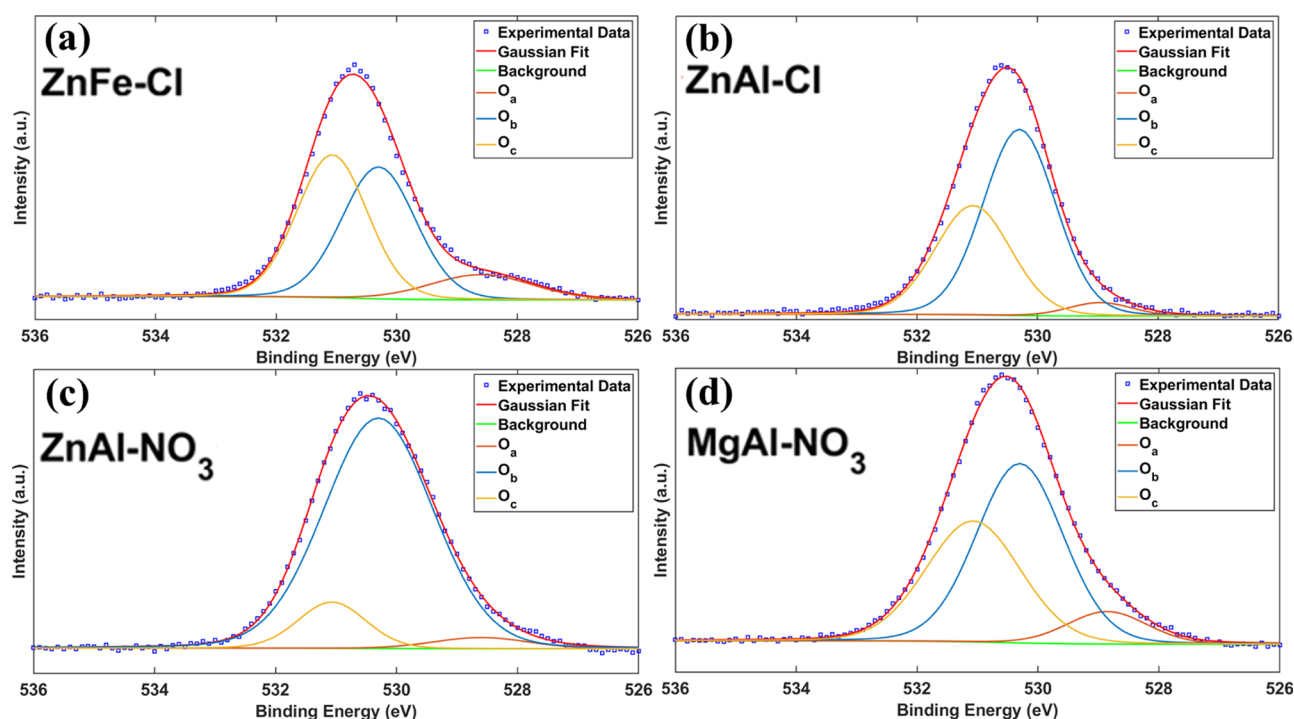 (a)
ZnFe-Cl
Experimental Data
Gaussian Fit
Background
Oa
Ob
Oc
Intensity (a.u.)
536 534 532 530 528 526
Binding Energy (eV)
(b)
ZnAl-Cl
Experimental Data
Gaussian Fit
Background
Oa
Ob
Oc
Intensity (a.u.)
536 534 532 530 528 526
Binding Energy (eV)
(c)
ZnAl-NO3
Experimental Data
Gaussian Fit
Background
Oa
Ob
Oc
Intensity (a.u.)
536 534 532 530 528 526
Binding Energy (eV)
(d)
MgAl-NO3
Experimental Data
Gaussian Fit
Background
Oa
Ob
Oc
Intensity (a.u.)
536 534 532 530 528 526
Binding Energy (eV)